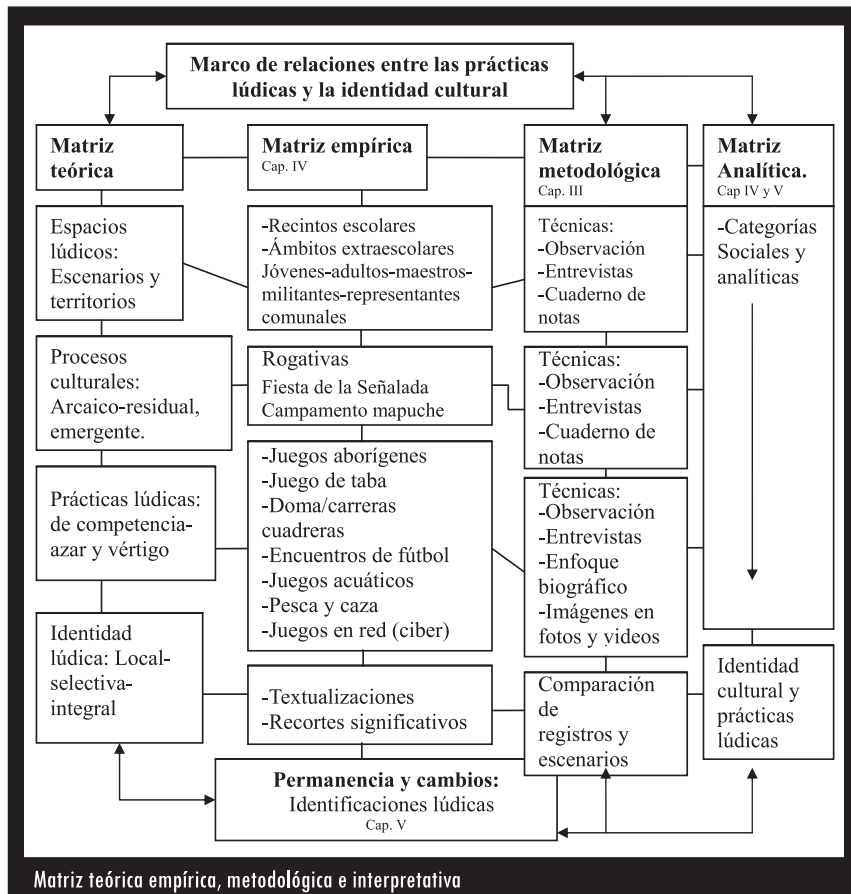 Marco de relaciones entre las prácticas
lúdicas y la identidad cultural
Matriz
teórica
Matriz empírica
Cap. IV
Matriz
metodológica
Cap. III
Matriz
Analítica.
Cap IV y V
Espacios
lúdicos:
Escenarios y
territorios
-Recintos escolares
-Ámbitos extraescolares
Jóvenes-adultos-maestros-
militantes-representantes
comunales
Técnicas:
-Observación
-Entrevistas
-Cuaderno de
notas
-Categorías
Sociales y
analíticas
Procesos
culturales:
Arcaico-residual,
emergente.
Rogativas
Fiesta de la Señalada
Campamento mapuche
Técnicas:
-Observación
-Entrevistas
-Cuaderno de
notas
Prácticas lúdicas:
de competencia-
azar y vértigo
-Juegos aborígenes
-Juego de taba
-Doma/carreras
cuadreras
-Encuentros de fútbol
-Juegos acuáticos
-Pesca y caza
-Juegos en red (ciber)
Técnicas:
-Observación
-Entrevistas
-Enfoque
biográfico
-Imágenes en
fotos y videos
Identidad
lúdica: Local-
selectiva-
integral
-Textualizaciones
-Recortes significativos
Comparación
de
registros y
escenarios
Identidad
cultural y
prácticas
lúdicas
Permanencia y cambios:
Identificaciones lúdicas
Cap. V
Matriz teórica empírica, metodológica e interpretativa